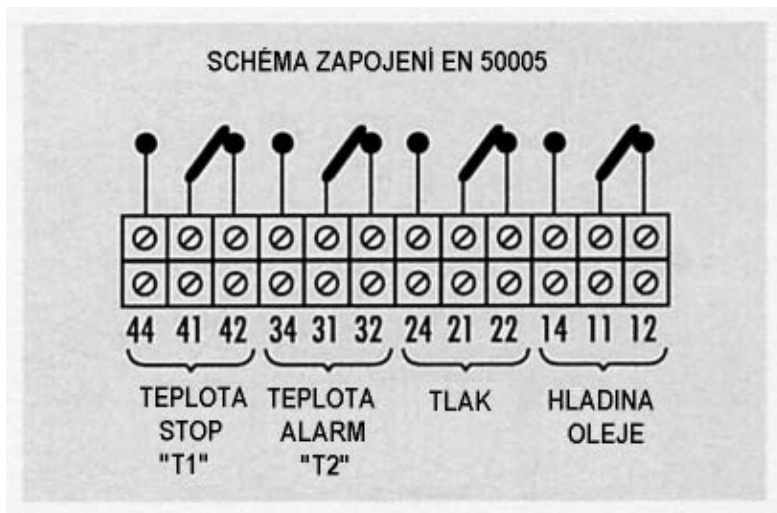 SCHÉMA ZAPOJENÍ EN 50005
44 41 42 34 31 32 24 21 22 14 11 12
TEPLOTA STOP "T1"
TEPLOTA ALARM "T2"
TLAK
HLADINA OLEJE